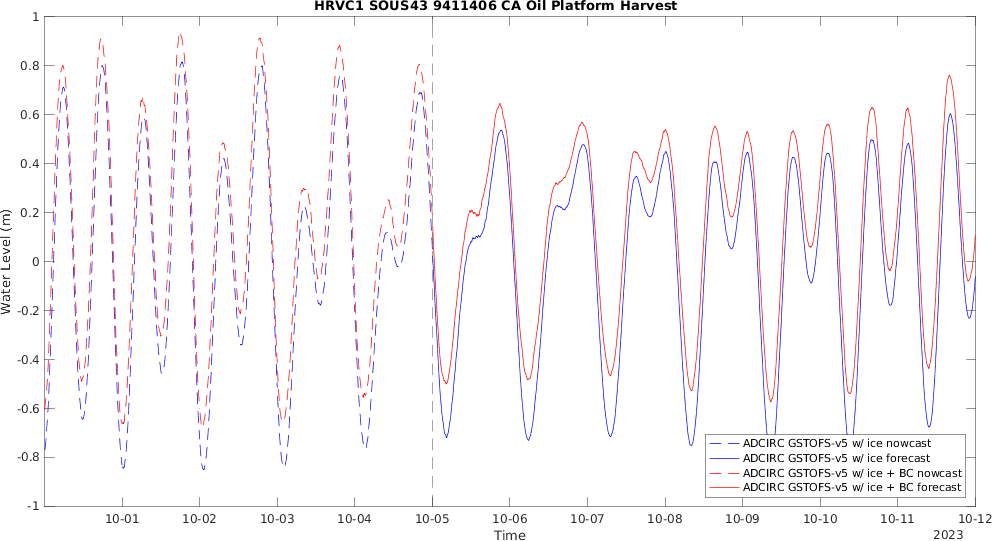 HRVC1 SOUS43 9411406 CA Oil Platform Harvest
1
0.8
0.6
0.4
0.2
0
-0.2
-0.4
-0.6
-0.8
-1
Water Level (m)
ADCIRC GSTOFS-v5 w/ ice nowcast
ADCIRC GSTOFS-v5 w/ ice forecast
ADCIRC GSTOFS-v5 w/ ice + BC nowcast
ADCIRC GSTOFS-v5 w/ ice + BC forecast
10-01 10-02 10-03 10-04 10-05 10-06 10-07 10-08 10-09 10-10 10-11 10-12
Time
2023